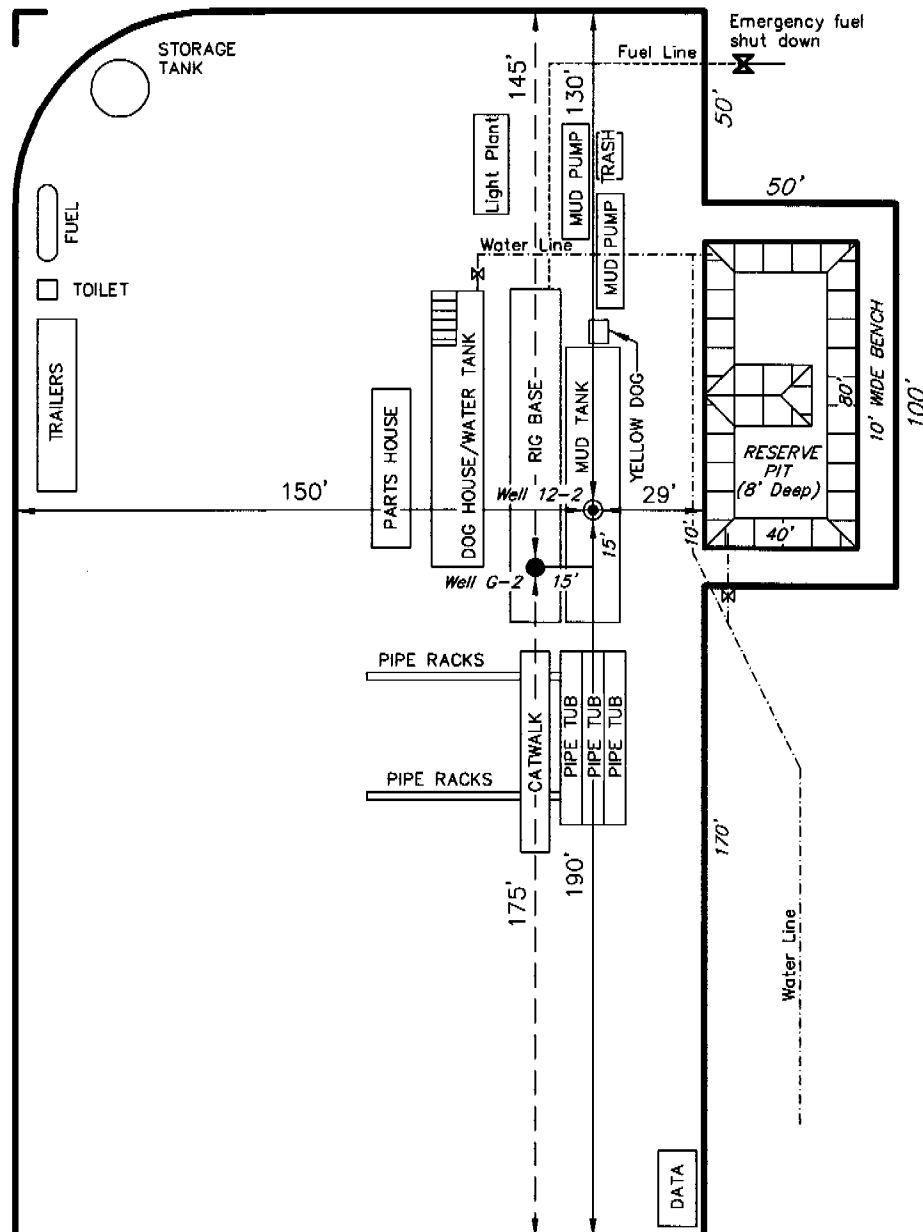 Emergency fuel
shut down
STORAGE
TANK
Fuel Line
145'
130'
50'
Light Plant
MUD PUMP
TRASH
MUD PUMP
50'
FUEL
Water Line
TOILET
TRAILERS
PARTS HOUSE
DOG HOUSE/WATER TANK
RIG BASE
MUD TANK
YELLOW DOG
80'
10' WIDE BENCH
100'
RESERVE
PIT
(8' Deep)
150'
Well 12-2
29'
15'
10'
40'
Well G-2
15'
PIPE RACKS
CATWALK
PIPE TUB
PIPE TUB
PIPE TUB
PIPE RACKS
170'
175'
190'
Water Line
DATA